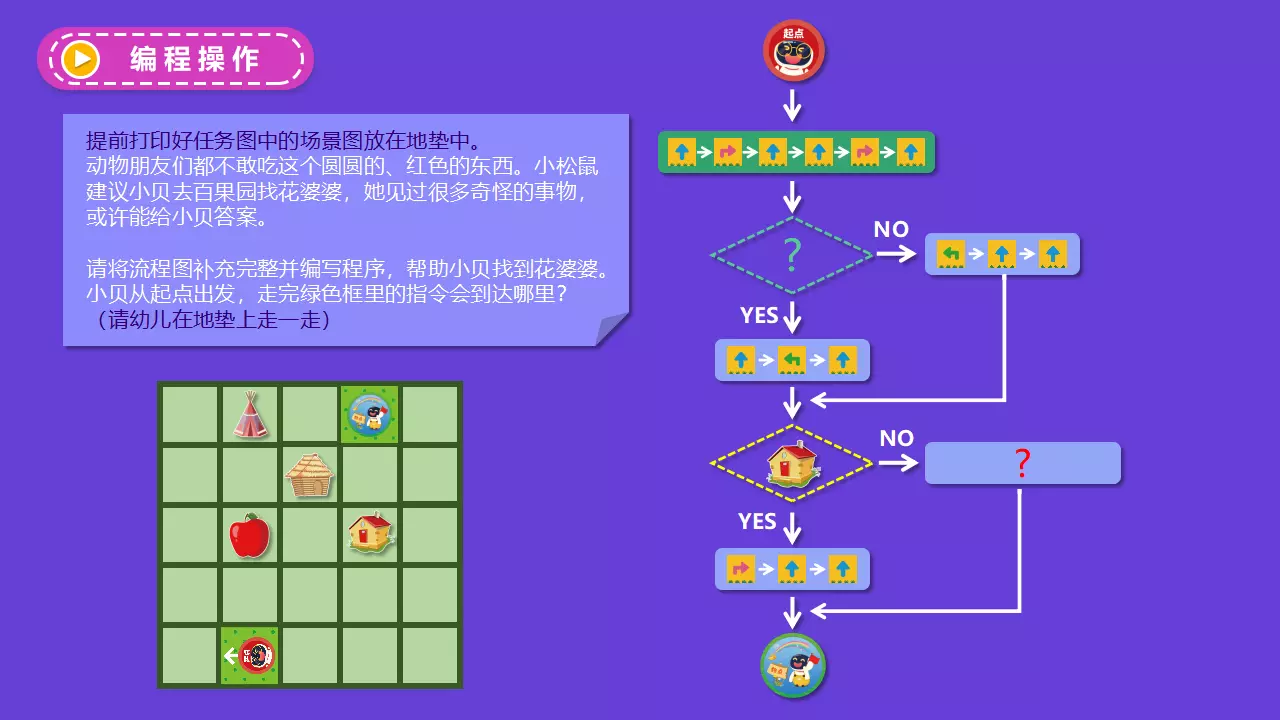 编程操作
提前打印好任务图中的场景图放在地垫中。
动物朋友们都不敢吃这个圆圆的、红色的东西。小松鼠
建议小贝去百果园找花婆婆，她见过很多奇怪的事物，
或许能给小贝答案。
请将流程图补充完整并编写程序，帮助小贝找到花婆婆。
小贝从起点出发，走完绿色框里的指令会到达哪里？
（请幼儿在地垫上走一走）
起点
?
NO
YES
NO
?
YES